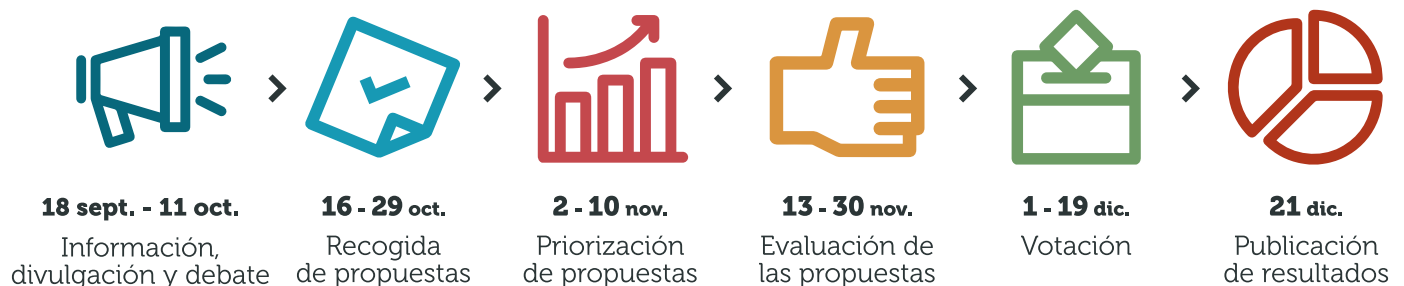 18 sept. - 11 oct.
Información,
divulgación y debate
16 - 29 oct.
Recogida
de propuestas
2 - 10 nov.
Priorización
de propuestas
13 - 30 nov.
Evaluación de
las propuestas
1 - 19 dic.
Votación
21 dic.
Publicación
de resultados